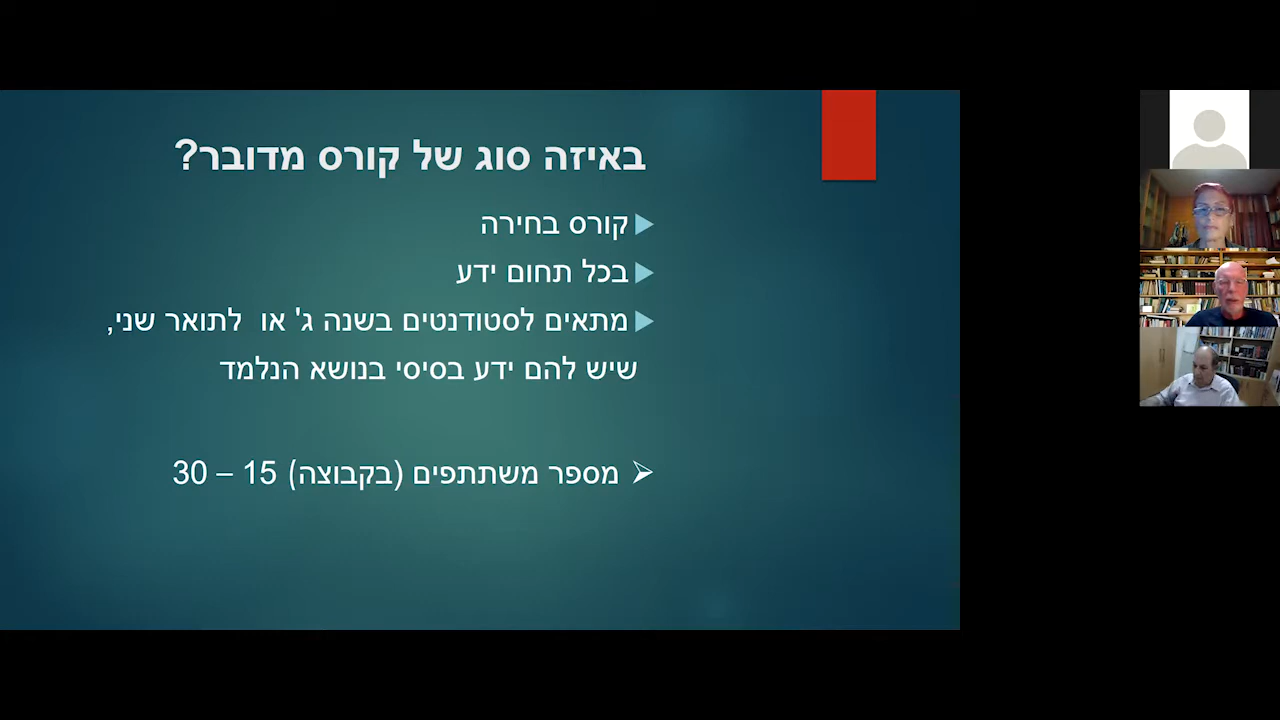 באיזה סוג של קורס מדובר?
קורס בחירה
בכל תחום ידע
מתאים לסטודנטים בשנה ג' או לתואר שני,
שיש להם ידע בסיסי בנושא הנלמד
מספר משתתפים (בקבוצה) 15 – 30